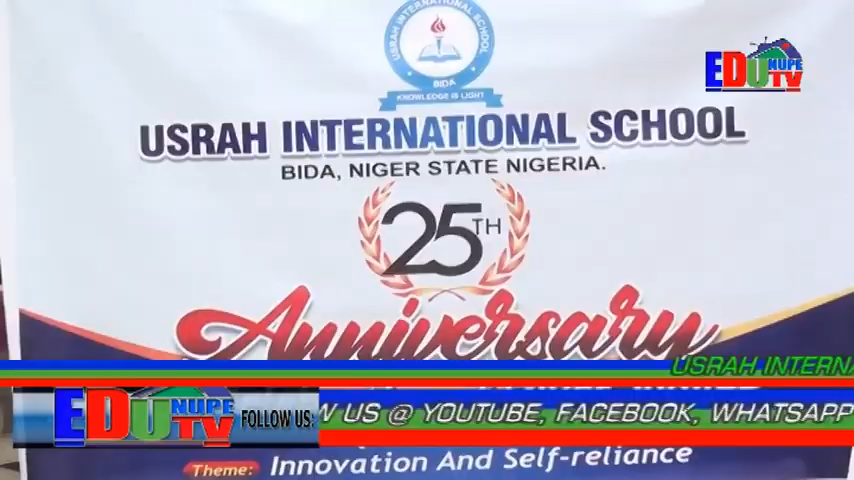 USRAH INTERNATIONAL SCHOOL
BIDA
KNOWLEDGE IS LIGHT
EDU NUPE TV
USRAH INTERNATIONAL SCHOOL
BIDA, NIGER STATE NIGERIA.
25TH
Anniversary
USRAH INTERNA
EDU NUPE TV
FOLLOW US:
W US @ YOUTUBE, FACEBOOK, WHATSAPP
Theme: Innovation And Self-reliance